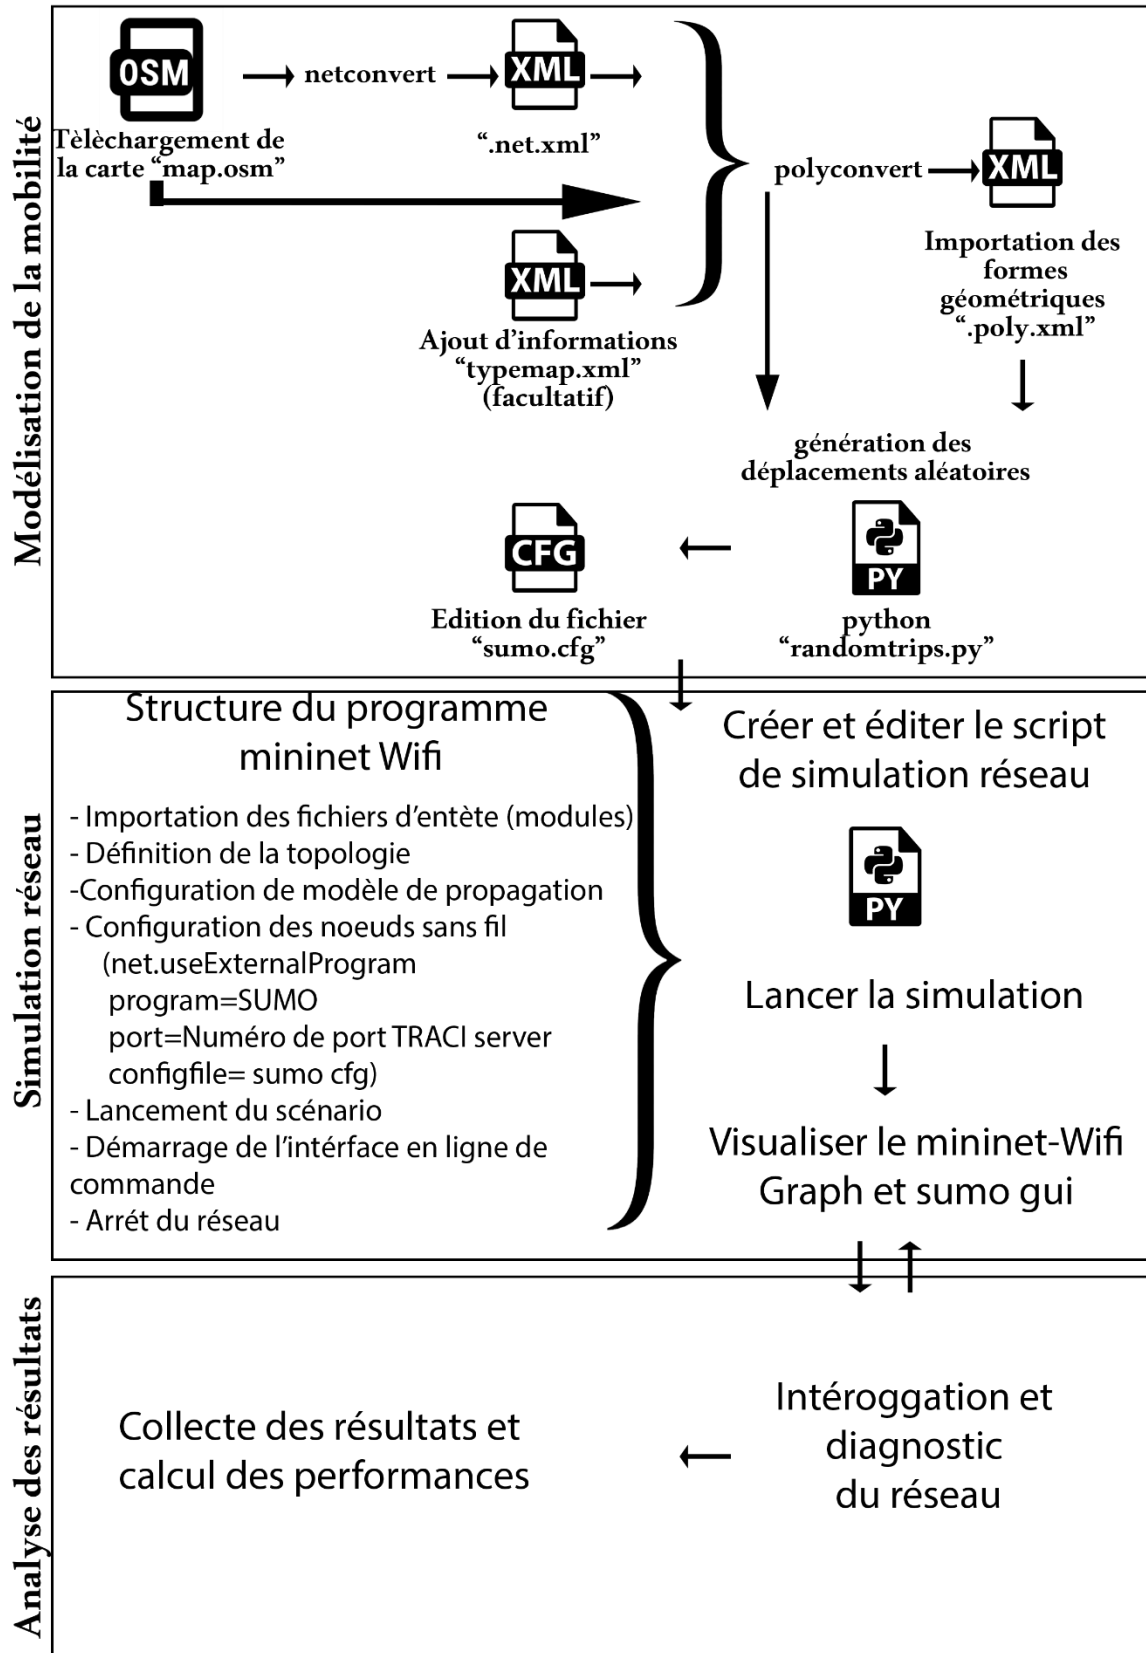 Modélisation de la mobilité
OSM
netconvert
XML
Tèlèchargement de
la carte “map.osm”
“.net.xml”
polyconvert
XML
XML
Ajout d’informations
“typemap.xml”
(facultatif)
Importation des
formes
géométriques
“.poly.xml”
génération des
déplacements aléatoires
CFG
PY
Edition du fichier
“sumo.cfg”
python
“randomtrips.py”
Simulation réseau
Structure du programme
mininet Wifi
- Importation des fichiers d’entète (modules)
- Définition de la topologie
-Configuration de modèle de propagation
- Configuration des noeuds sans fil
(net.useExternalProgram
program=SUMO
port=Numéro de port TRACI server
configfile= sumo cfg)
- Lancement du scénario
- Démarrage de l’intérface en ligne de
commande
- Arrét du réseau
Créer et éditer le script
de simulation réseau
PY
Lancer la simulation
Visualiser le mininet-Wifi
Graph et sumo gui
Analyse des résultats
Collecte des résultats et
calcul des performances
Intéroggation et
diagnostic
du réseau